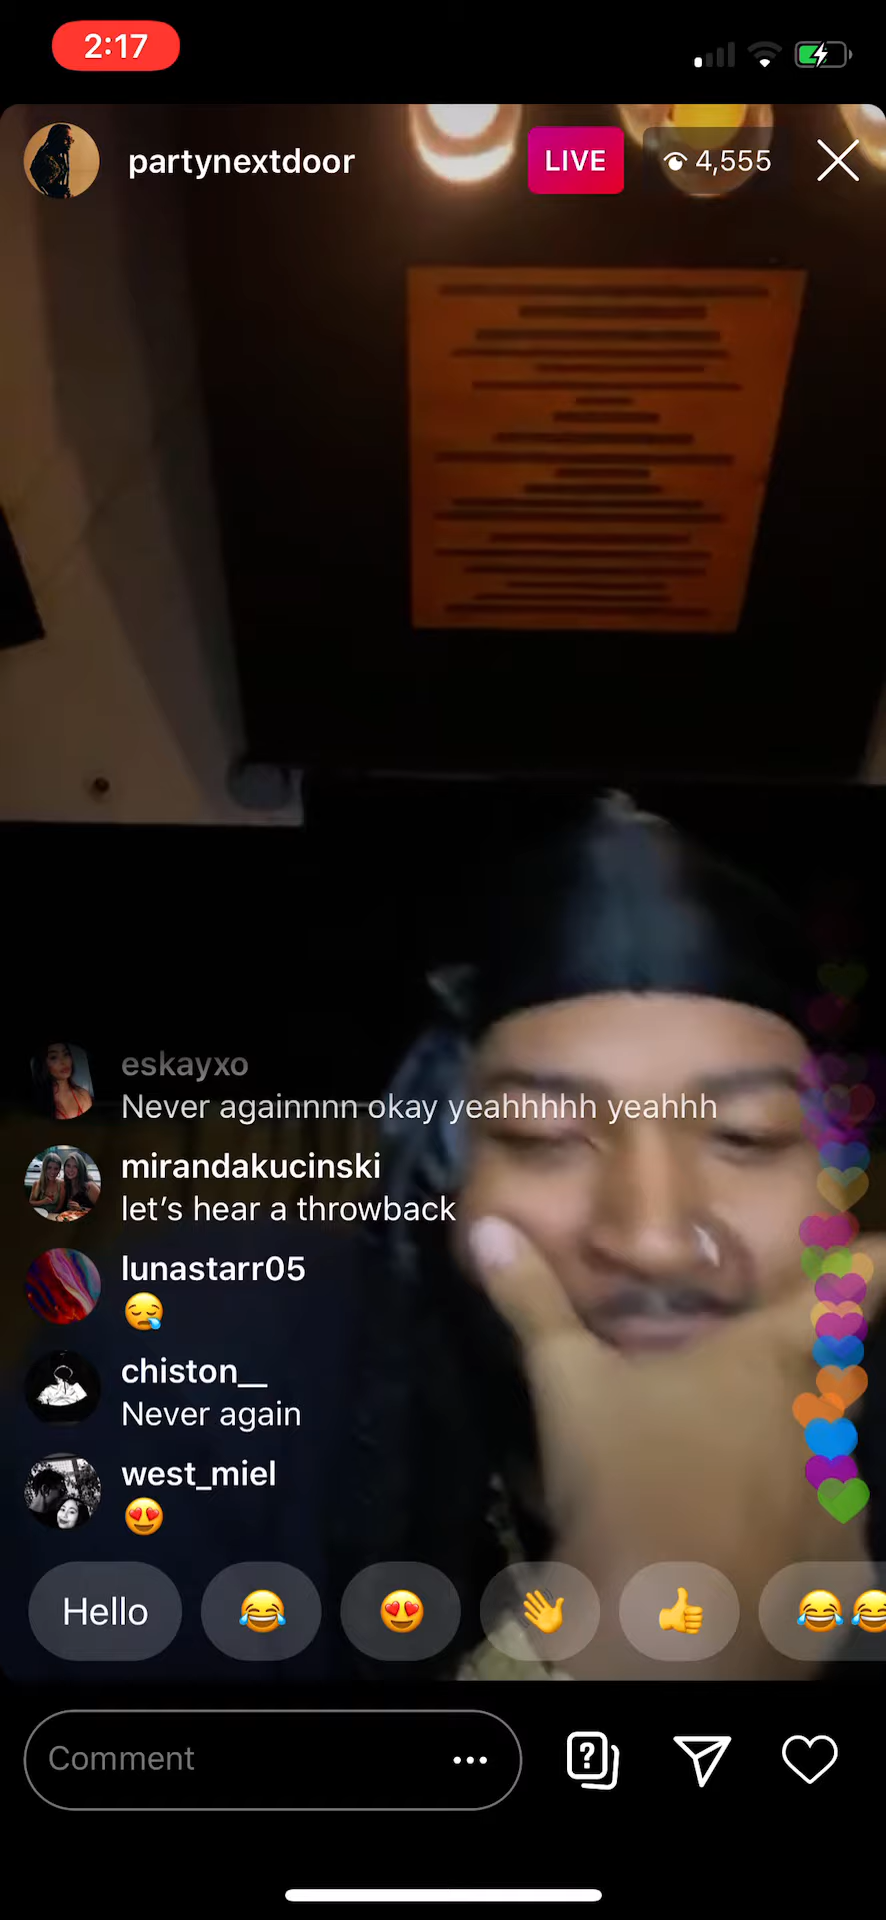 2:17
partynextdoor LIVE 4,555
eskayxo
Never againnnn okay yeahhhhh yeahhh
mirandakucinski
let’s hear a throwback
lunastarr05
😪
chiston__
Never again
west_miel
😍
Hello 😂 😍 👋 👍 😂😂
Comment